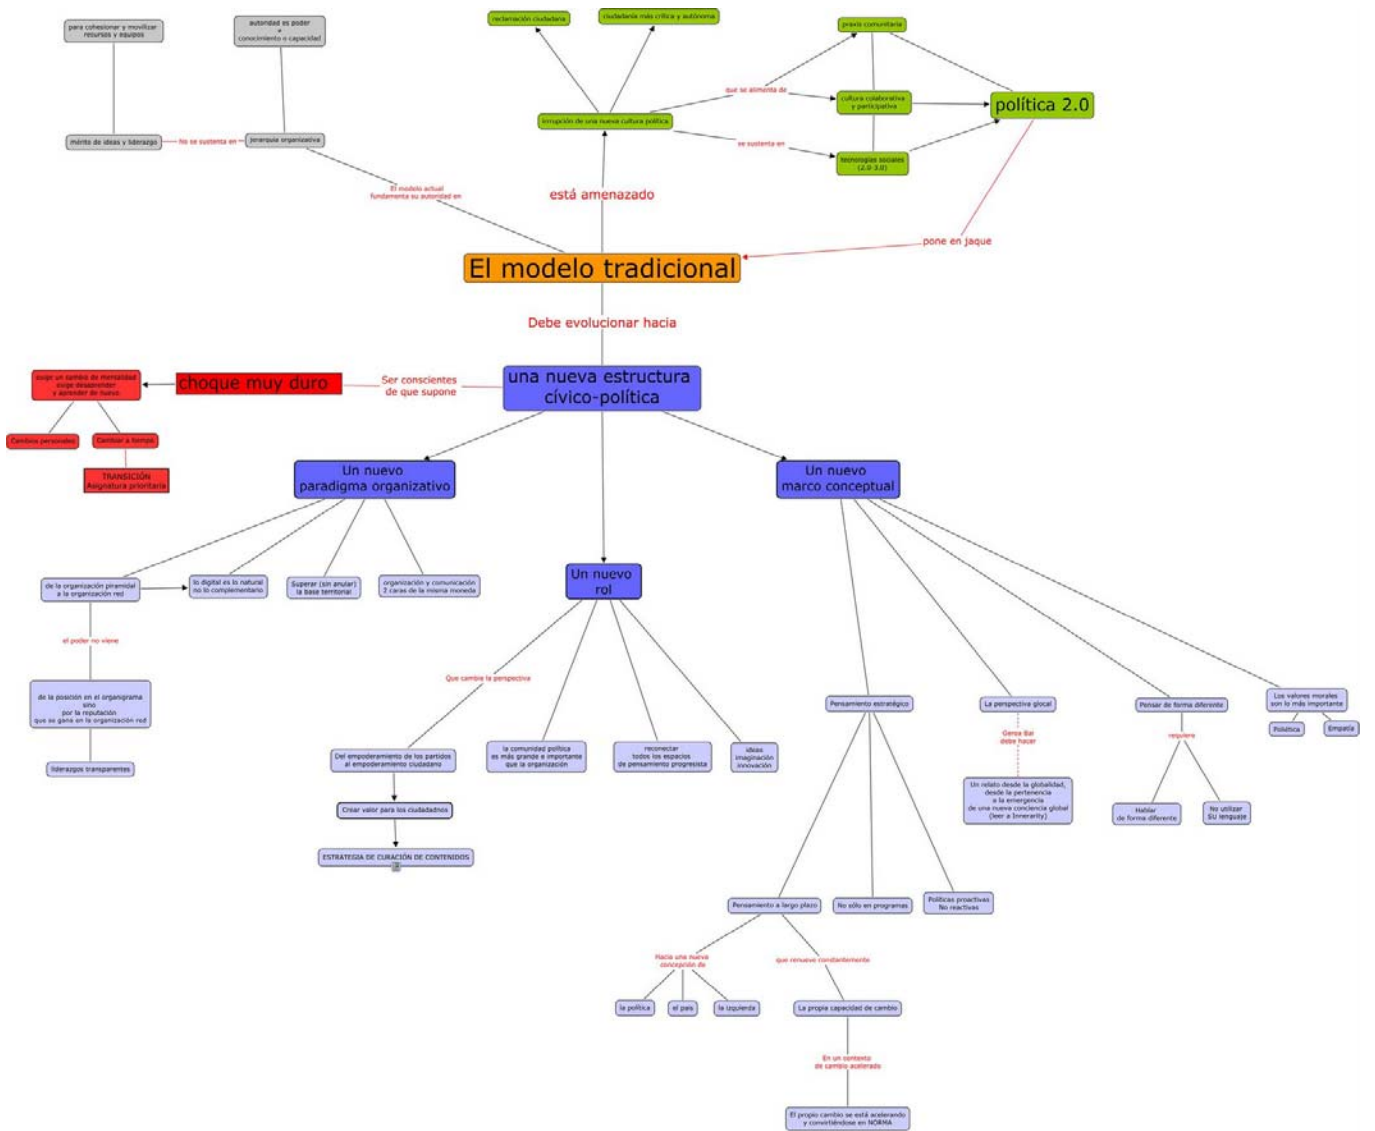 para cohesionar y movilizar
recursos y equipos
autoridad es poder
≠
conocimiento o capacidad
mérito de ideas y liderazgo
No se sustenta en
jerarquía organizativa
El modelo actual
fundamenta su autoridad en
reclamación ciudadana
ciudadanía más crítica y autónoma
irrupción de una nueva cultura política
que se alimenta de
se sustenta en
praxis comunitaria
cultura colaborativa
y participativa
tecnologías sociales
(2.0-3.0)
política 2.0
está amenazado
pone en jaque
El modelo tradicional
Debe evolucionar hacia
una nueva estructura
cívico-política
Ser conscientes
de que supone
choque muy duro
exige un cambio de mentalidad
exige desaprender
y aprender de nuevo
Cambios personales
Cambiar a tiempo
TRANSICIÓN
Asignatura prioritaria
Un nuevo
paradigma organizativo
Un nuevo
marco conceptual
Un nuevo
rol
de la organización piramidal
a la organización red
lo digital es lo natural
no lo complementario
Superar (sin anular)
la base territorial
organización y comunicación
2 caras de la misma moneda
el poder no viene
de la posición en el organigrama
sino
por la reputación
que se gana en la organización red
liderazgos transparentes
Que cambie la perspectiva
Del empoderamiento de los partidos
al empoderamiento ciudadano
Crear valor para los ciudadadnos
ESTRATEGIA DE CURACIÓN DE CONTENIDOS
la comunidad política
es más grande e importante
que la organización
reconectar
todos los espacios
de pensamiento progresista
ideas
imaginación
innovación
Pensamiento estratégico
La perspectiva glocal
Geroa Bai
debe hacer
Un relato desde la globalidad,
desde la pertenencia
a la emergencia
de una nueva conciencia global
(leer a Innerarity)
Pensar de forma diferente
requiere
Hablar
de forma diferente
No utilizar
SU lenguaje
Los valores morales
son lo más importante
Poliética
Empatía
Pensamiento a largo plazo
No sólo en programas
Políticas proactivas
No reactivas
Hacia una nueva
concepción de
la política
el país
la izquierda
que renueve constantemente
La propia capacidad de cambio
En un contexto
de cambio acelerado
El propio cambio se está acelerando
y convirtiéndose en NORMA